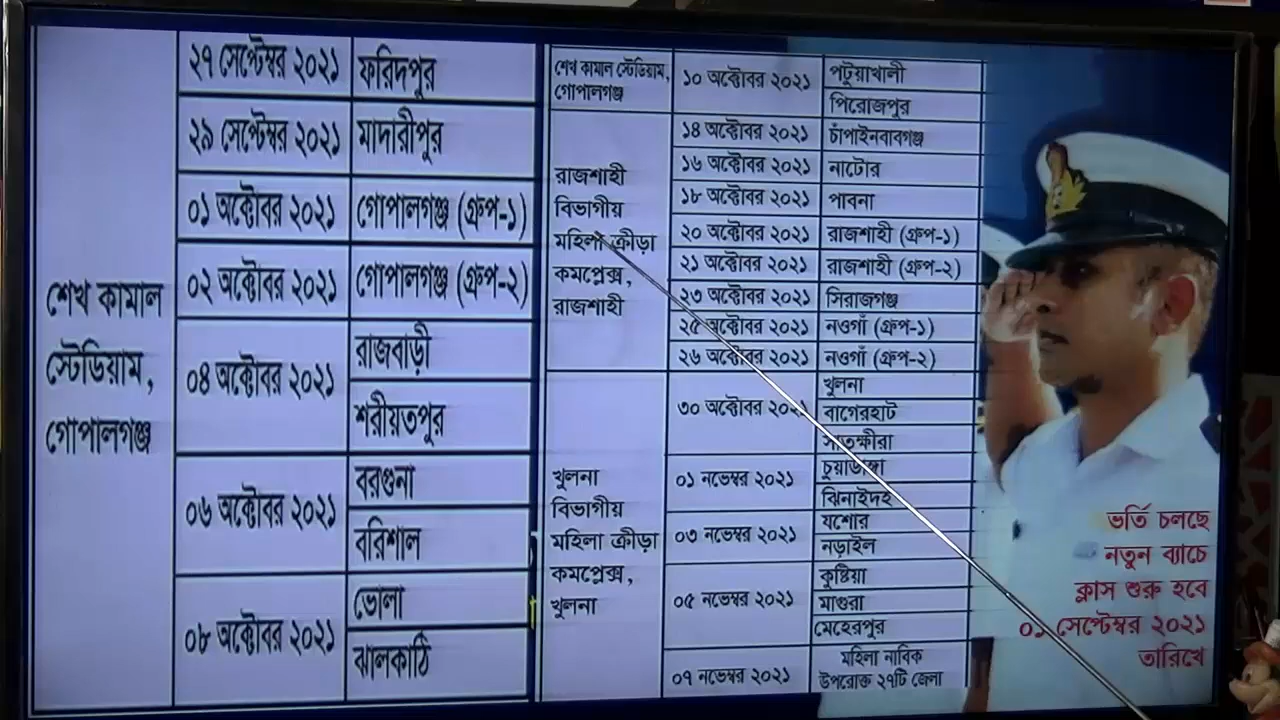 শেখ কামাল
স্টেডিয়াম,
গোপালগঞ্জ
২৭ সেপ্টেম্বর ২০২১
ফরিদপুর
২৯ সেপ্টেম্বর ২০২১
মাদারীপুর
০১ অক্টোবর ২০২১
গোপালগঞ্জ (গ্রুপ-১)
০২ অক্টোবর ২০২১
গোপালগঞ্জ (গ্রুপ-২)
০৪ অক্টোবর ২০২১
রাজবাড়ী
শরীয়তপুর
০৬ অক্টোবর ২০২১
বরগুনা
বরিশাল
০৮ অক্টোবর ২০২১
ভোলা
ঝালকাঠি
শেখ কামাল স্টেডিয়াম,
গোপালগঞ্জ
১০ অক্টোবর ২০২১
পটুয়াখালী
পিরোজপুর
রাজশাহী
বিভাগীয়
মহিলা ক্রীড়া
কমপ্লেক্স,
রাজশাহী
১৪ অক্টোবর ২০২১
চাঁপাইনবাবগঞ্জ
১৬ অক্টোবর ২০২১
নাটোর
১৮ অক্টোবর ২০২১
পাবনা
২০ অক্টোবর ২০২১
রাজশাহী (গ্রুপ-১)
২১ অক্টোবর ২০২১
রাজশাহী (গ্রুপ-২)
২৩ অক্টোবর ২০২১
সিরাজগঞ্জ
২৫ অক্টোবর ২০২১
নওগাঁ (গ্রুপ-১)
২৬ অক্টোবর ২০২১
নওগাঁ (গ্রুপ-২)
খুলনা
বিভাগীয়
মহিলা ক্রীড়া
কমপ্লেক্স,
খুলনা
৩০ অক্টোবর ২০২১
খুলনা
বাগেরহাট
সাতক্ষীরা
০১ নভেম্বর ২০২১
চুয়াডাঙ্গা
ঝিনাইদহ
০৩ নভেম্বর ২০২১
যশোর
নড়াইল
০৫ নভেম্বর ২০২১
কুষ্টিয়া
মাগুরা
মেহেরপুর
০৭ নভেম্বর ২০২১
মহিলা নাবিক
উপরোক্ত ২৭টি জেলা
ভর্তি চলছে
নতুন ব্যাচে
ক্লাস শুরু হবে
০১ সেপ্টেম্বর ২০২১
তারিখে